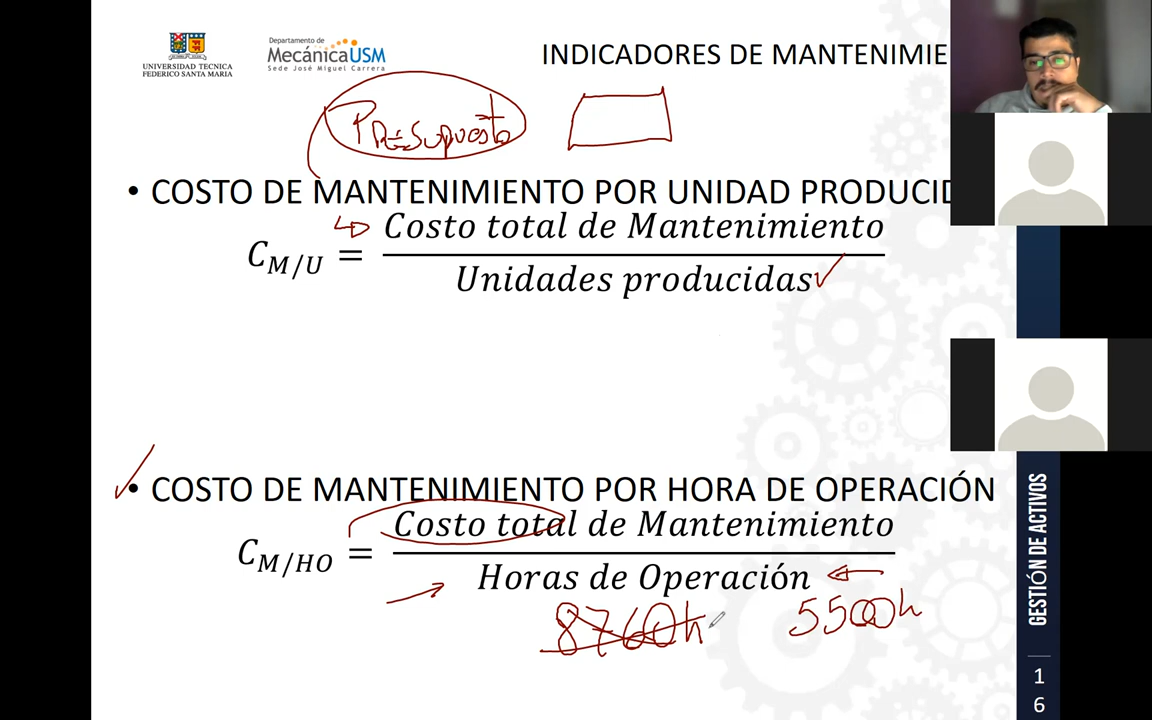 UNIVERSIDAD TECNICA
FEDERICO SANTA MARIA
Departamento de
MecánicaUSM
Sede José Miguel Carrera
INDICADORES DE MANTENIMIE
Presupuesto
• COSTO DE MANTENIMIENTO POR UNIDAD PRODUCID
C_{M/U} = Costo total de Mantenimiento
Unidades producidas
• COSTO DE MANTENIMIENTO POR HORA DE OPERACIÓN
C_{M/HO} = Costo total de Mantenimiento
Horas de Operación
8760h 5500h
GESTIÓN DE ACTIVOS
1
6